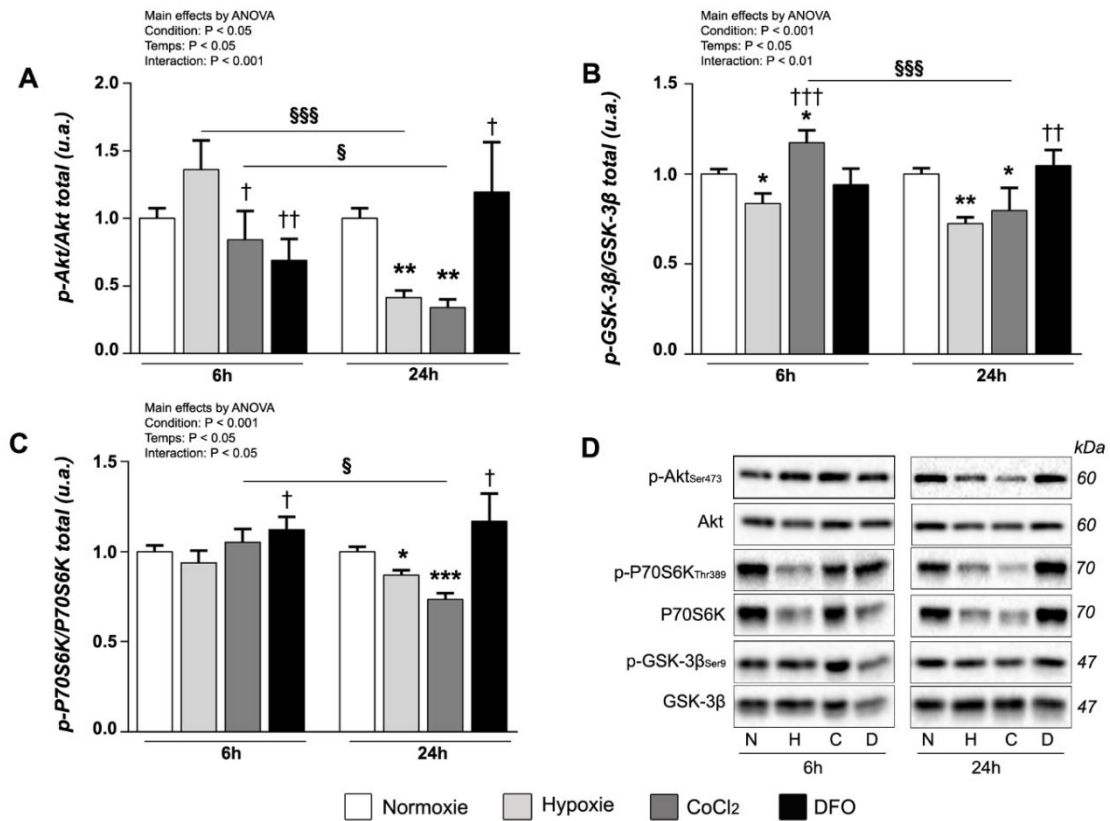 Main effects by ANOVA
Condition: P < 0.05
Temps: P < 0.05
Interaction: P < 0.001
A
p-Akt/Akt total (u.a.)
2.0
1.5
1.0
0.5
0.0
§§§
§
†
††
**
**
†
6h
24h
Main effects by ANOVA
Condition: P < 0.001
Temps: P < 0.05
Interaction: P < 0.01
B
p-GSK-3β/GSK-3β total (u.a.)
1.5
1.0
0.5
0.0
§§§
*
†††
*
**
*
††
6h
24h
Main effects by ANOVA
Condition: P < 0.001
Temps: P < 0.05
Interaction: P < 0.05
C
p-P70S6K/P70S6K total (u.a.)
1.5
1.0
0.5
0.0
§
†
*
***
†
6h
24h
D
kDa
p-AktSer473 60
Akt 60
p-P70S6KThr389 70
P70S6K 70
p-GSK-3βSer9 47
GSK-3β 47
N H C D N H C D
6h 24h
Normoxie Hypoxie CoCl2 DFO